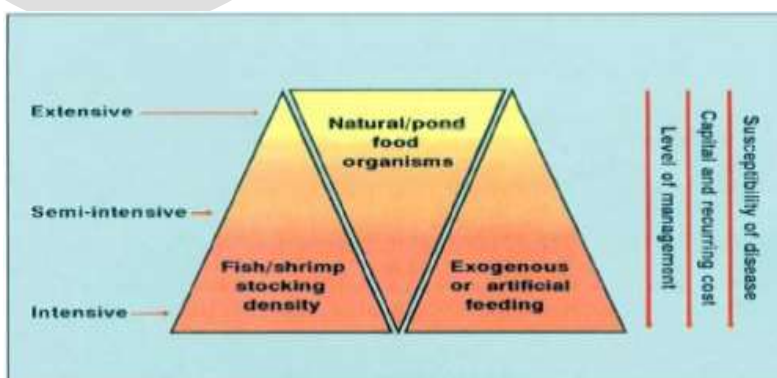 Extensive
Natural/pond
food
organisms
Semi-intensive
Fish/shrimp
stocking
density
Exogenous
or artificial
feeding
Intensive
Level of management
Capital and recurring cost
Susceptibility of disease